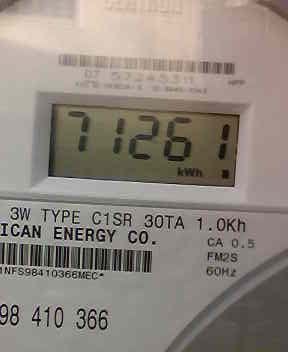 71261
kWh
3W TYPE C1SR 30TA 1.0Kh
ICAN ENERGY CO.
CA 0.5
FM2S
60Hz
1NFS98410366MEC*
98 410 366